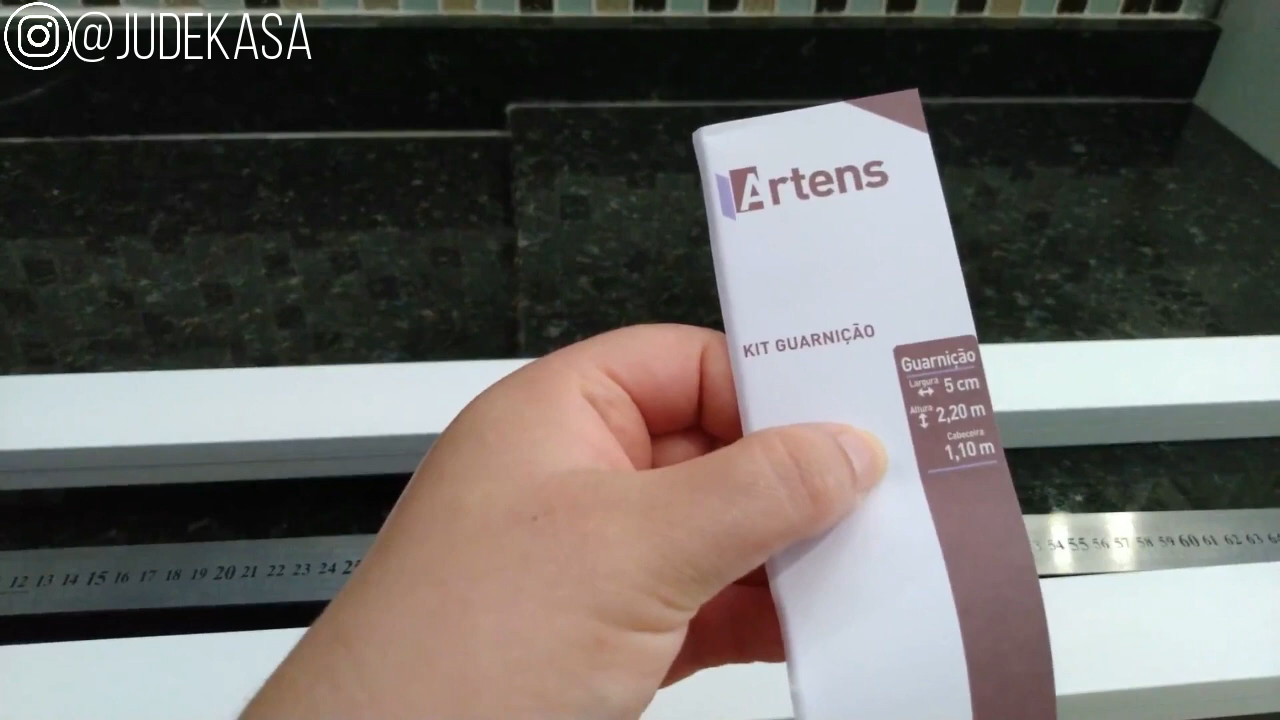 @JUDEKASA
Artens
KIT GUARNIÇÃO
Guarnição
Largura
5 cm
Altura
2,20 m
Cabeceira
1,10 m
12 13 14 15 16 17 18 19 20 21 22 23 24
54 55 56 57 58 59 60 61 62 63